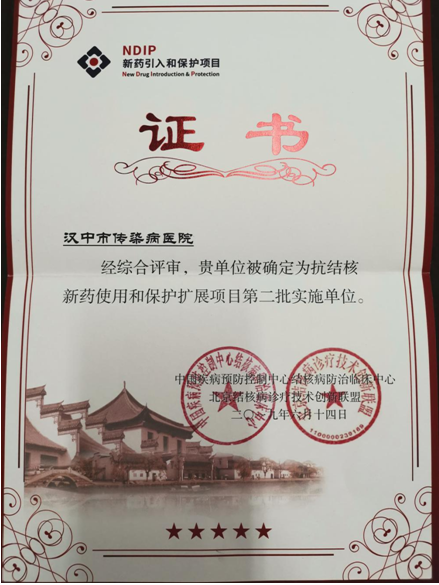 NDIP
新药引入和保护项目
New Drug Introduction & Protection
证书
汉中市传染病医院
经综合评审，贵单位被确定为抗结核
新药使用和保护扩展项目第二批实施单位。
中国疾病预防控制中心结核病防治临床中心
北京结核病诊疗技术创新联盟
二〇一九年六月十四日